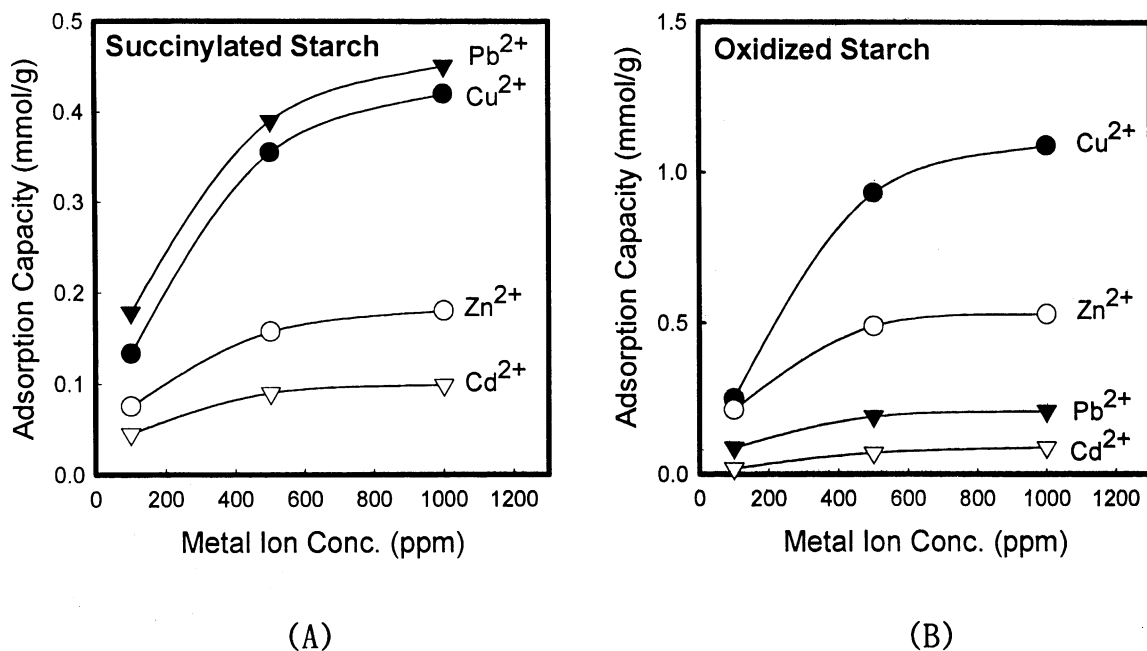 Succinylated Starch
Adsorption Capacity (mmol/g)
0.5
0.4
0.3
0.2
0.1
0.0
Pb2+
Cu2+
Zn2+
Cd2+
0 200 400 600 800 1000 1200
Metal Ion Conc. (ppm)
(A)
Oxidized Starch
Adsorption Capacity (mmol/g)
1.5
1.0
0.5
0.0
Cu2+
Zn2+
Pb2+
Cd2+
0 200 400 600 800 1000 1200
Metal Ion Conc. (ppm)
(B)